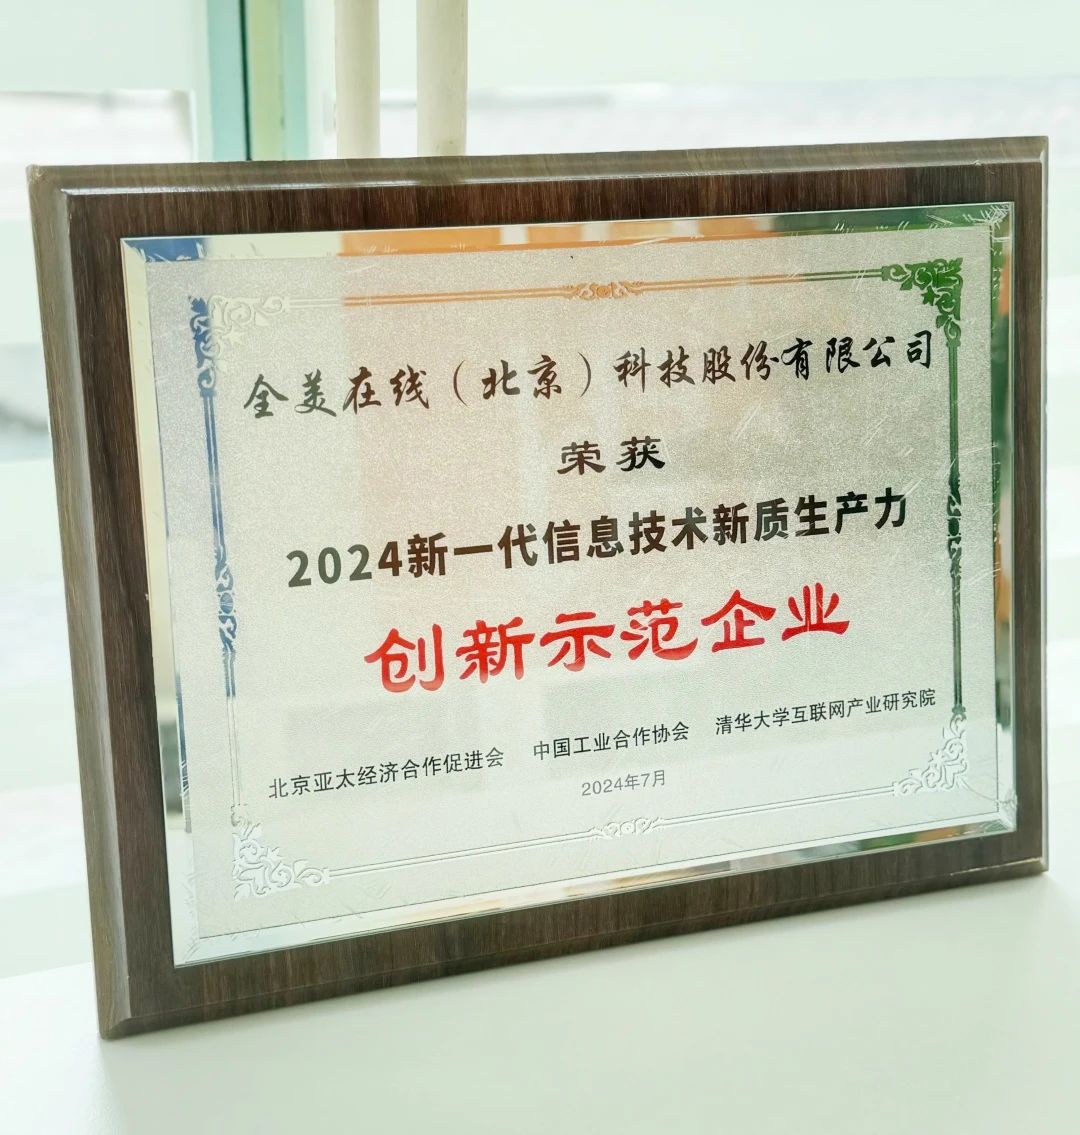 全美在线（北京）科技股份有限公司
荣获
2024新一代信息技术新质生产力
创新示范企业
北京亚太经济合作促进会 中国工业合作协会 清华大学互联网产业研究院
2024年7月